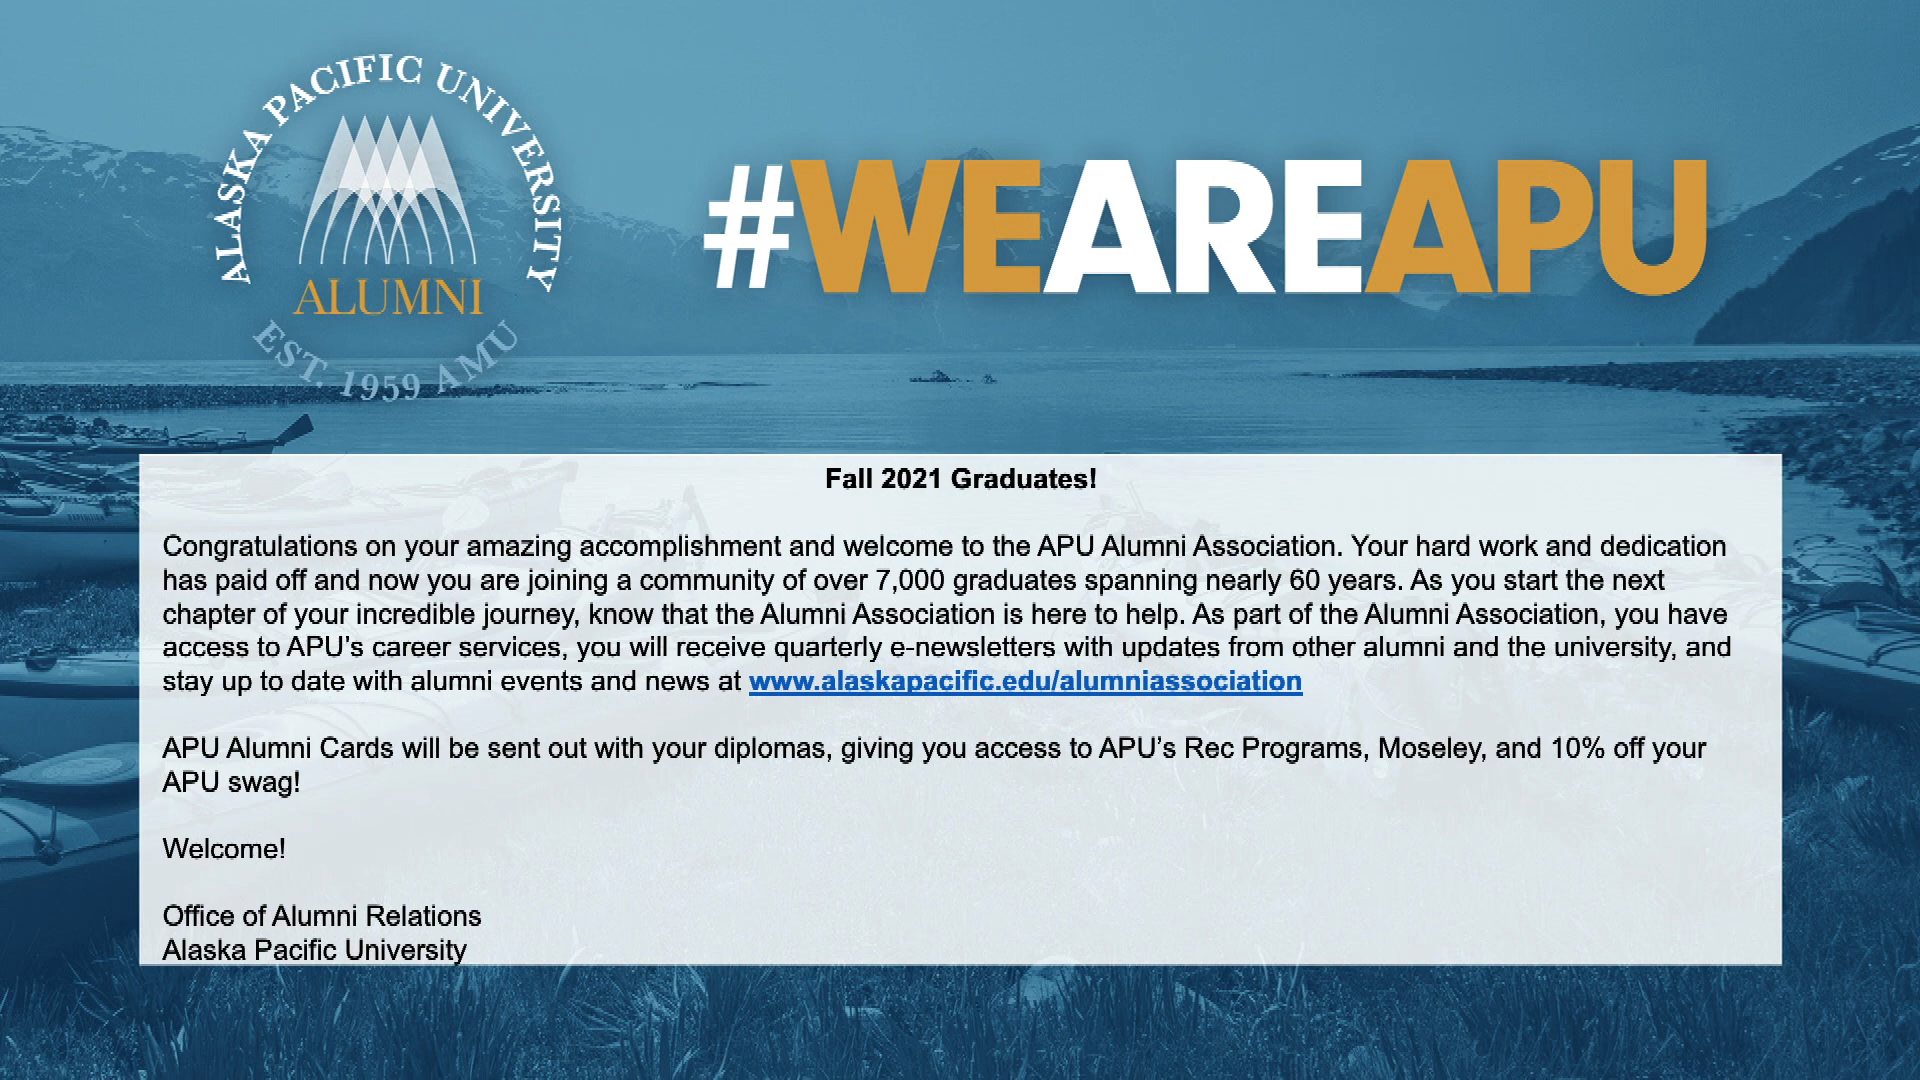 ALASKA PACIFIC UNIVERSITY
ALUMNI
EST. 1959 AMU
#WEAREAPU
Fall 2021 Graduates!
Congratulations on your amazing accomplishment and welcome to the APU Alumni Association. Your hard work and dedication
has paid off and now you are joining a community of over 7,000 graduates spanning nearly 60 years. As you start the next
chapter of your incredible journey, know that the Alumni Association is here to help. As part of the Alumni Association, you have
access to APU’s career services, you will receive quarterly e-newsletters with updates from other alumni and the university, and
stay up to date with alumni events and news at www.alaskapacific.edu/alumniassociation
APU Alumni Cards will be sent out with your diplomas, giving you access to APU’s Rec Programs, Moseley, and 10% off your
APU swag!
Welcome!
Office of Alumni Relations
Alaska Pacific University